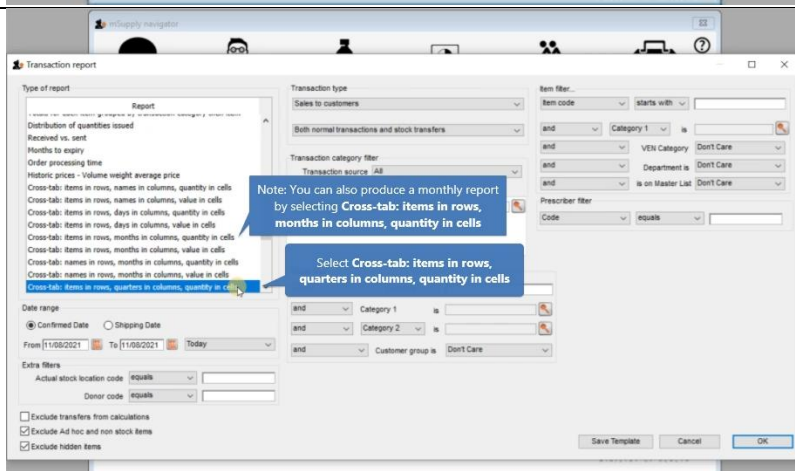 mSupply navigator
Transaction report
Type of report
Report
Distribution of quantities issued
Received vs. sent
Months to expiry
Order processing time
Historic prices - Volume weight average price
Cross-tab: items in rows, names in columns, quantity in cells
Cross-tab: items in rows, names in columns, value in cells
Cross-tab: items in rows, days in columns, quantity in cells
Cross-tab: items in rows, days in columns, value in cells
Cross-tab: items in rows, months in columns, quantity in cells
Cross-tab: items in rows, months in columns, value in cells
Cross-tab: names in rows, months in columns, quantity in cells
Cross-tab: names in rows, months in columns, value in cells
Cross-tab: items in rows, quarters in columns, quantity in cells
Date range
Confirmed Date Shipping Date
From 11/08/2021 To 11/08/2021 Today
Extra filters
Actual stock location code equals
Donor code equals
Exclude transfers from calculations
Exclude Ad hoc and non stock items
Exclude hidden items
Transaction type
Sales to customers
Both normal transactions and stock transfers
Transaction category filter
Transaction source All
Note: You can also produce a monthly report
by selecting Cross-tab: items in rows,
months in columns, quantity in cells
Select Cross-tab: items in rows,
quarters in columns, quantity in cells
and Category 1 is
and Category 2 is
and Customer group is Don't Care
Item filter...
Item code starts with
and Category 1 is
and VEN Category Don't Care
and Department is Don't Care
and is on Master List Don't Care
Prescriber filter
Code equals
Save Template Cancel OK